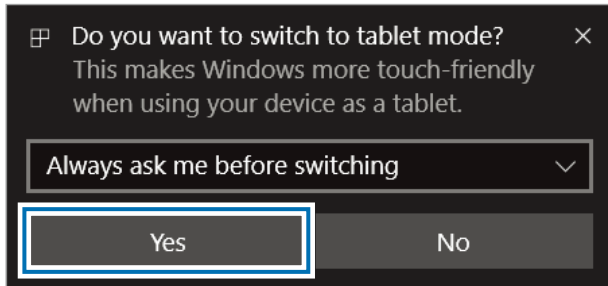 Do you want to switch to tablet mode?
This makes Windows more touch-friendly
when using your device as a tablet.
Always ask me before switching
Yes
No